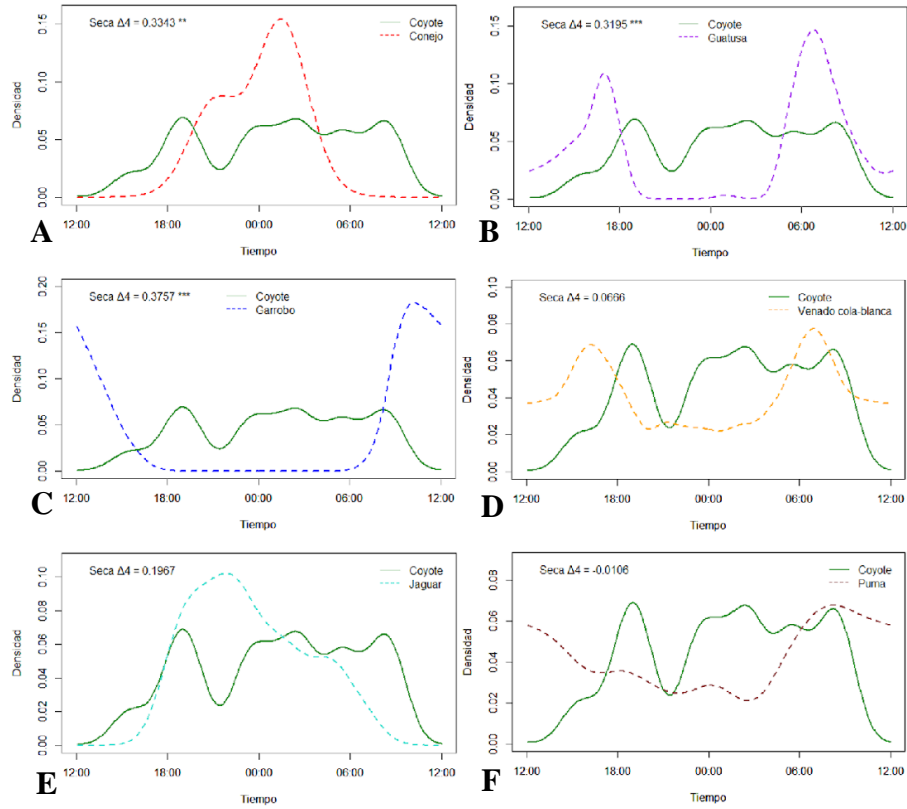 Seca Δ4 = 0.3343 **
Coyote
Conejo
Densidad
0.00 0.05 0.10 0.15
12:00 18:00 00:00 06:00 12:00
Tiempo
A
Seca Δ4 = 0.3195 ***
Coyote
Guatusa
Densidad
0.00 0.05 0.10 0.15
12:00 18:00 00:00 06:00 12:00
Tiempo
B
Seca Δ4 = 0.3757 ***
Coyote
Garrobo
Densidad
0.00 0.05 0.10 0.15 0.20
12:00 18:00 00:00 06:00 12:00
Tiempo
C
Seca Δ4 = 0.0666
Coyote
Venado cola-blanca
Densidad
0.00 0.02 0.04 0.06 0.08 0.10
12:00 18:00 00:00 06:00 12:00
Tiempo
D
Seca Δ4 = 0.1967
Coyote
Jaguar
Densidad
0.00 0.02 0.04 0.06 0.08 0.10
12:00 18:00 00:00 06:00 12:00
Tiempo
E
Seca Δ4 = -0.0106
Coyote
Puma
Densidad
0.00 0.02 0.04 0.06 0.08
12:00 18:00 00:00 06:00 12:00
Tiempo
F